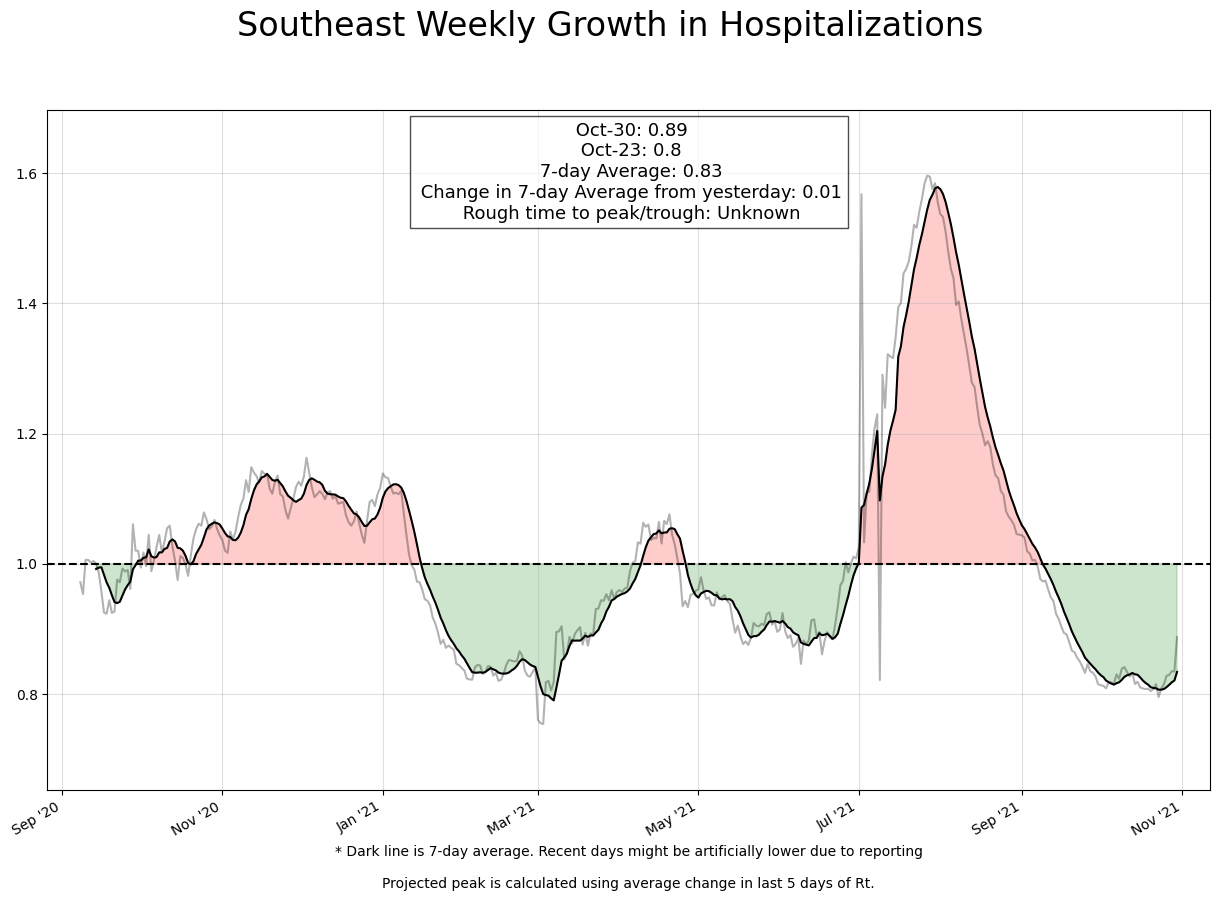 Southeast Weekly Growth in Hospitalizations
Oct-30: 0.89
Oct-23: 0.8
7-day Average: 0.83
Change in 7-day Average from yesterday: 0.01
Rough time to peak/trough: Unknown
1.6
1.4
1.2
1.0
0.8
Sep '20
Nov '20
Jan '21
Mar '21
May '21
Jul '21
Sep '21
Nov '21
* Dark line is 7-day average. Recent days might be artificially lower due to reporting
Projected peak is calculated using average change in last 5 days of Rt.